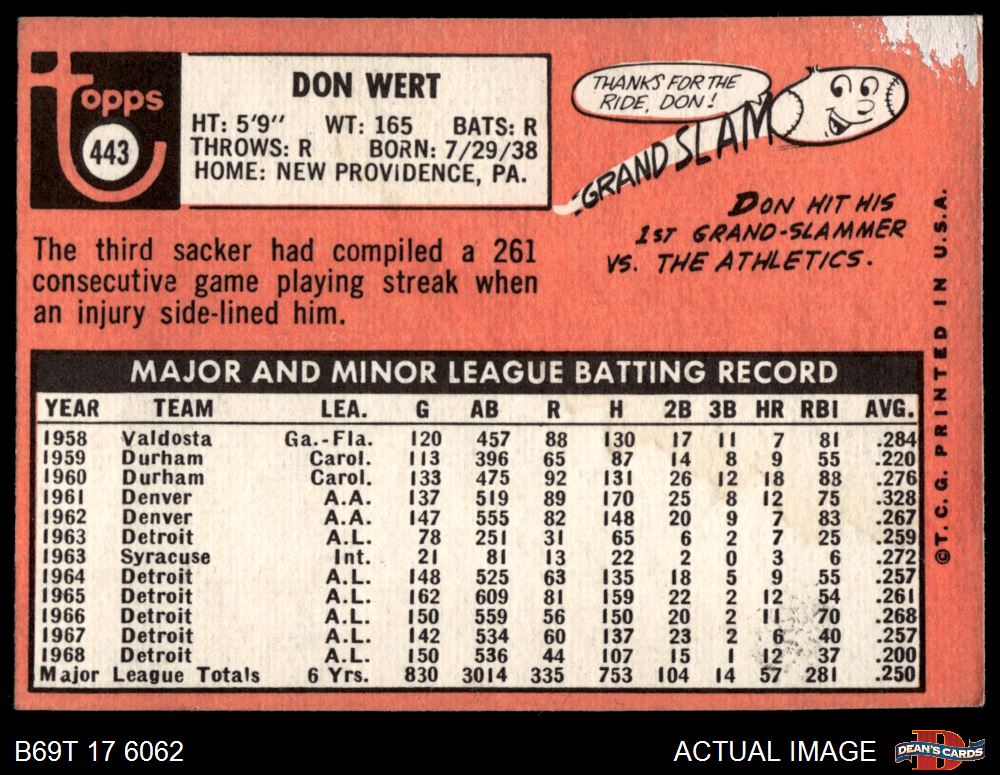 Topps
443
DON WERT
HT: 5'9" WT: 165 BATS: R
THROWS: R BORN: 7/29/38
HOME: NEW PROVIDENCE, PA.
THANKS FOR THE
RIDE, DON!
GRAND SLAM
DON HIT HIS
1ST GRAND-SLAMMER
VS. THE ATHLETICS.
The third sacker had compiled a 261
consecutive game playing streak when
an injury side-lined him.
MAJOR AND MINOR LEAGUE BATTING RECORD
YEAR TEAM LEA. G AB R H 2B 3B HR RBI AVG.
1958 Valdosta Ga.-Fla. 120 457 88 130 17 11 7 81 .284
1959 Durham Carol. 113 396 65 87 14 8 9 55 .220
1960 Durham Carol. 133 475 92 131 26 12 18 88 .276
1961 Denver A.A. 137 519 89 170 25 8 12 75 .328
1962 Denver A.A. 147 555 82 148 20 9 7 83 .267
1963 Detroit A.L. 78 251 31 65 6 2 7 25 .259
1963 Syracuse Int. 21 81 13 22 2 0 3 6 .272
1964 Detroit A.L. 148 525 63 135 18 5 9 55 .257
1965 Detroit A.L. 162 609 81 159 22 2 12 54 .261
1966 Detroit A.L. 150 559 56 150 20 2 11 70 .268
1967 Detroit A.L. 142 534 60 137 23 2 6 40 .257
1968 Detroit A.L. 150 536 44 107 15 1 12 37 .200
Major League Totals 6 Yrs. 830 3014 335 753 104 14 57 281 .250
©T. C. G. PRINTED IN U.S.A.
B69T 17 6062
ACTUAL IMAGE
DEAN'S CARDS